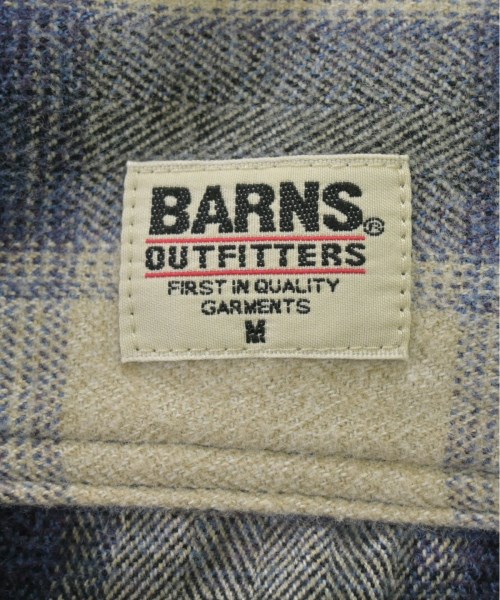 BARNS®
OUTFITTERS
FIRST IN QUALITY
GARMENTS
M